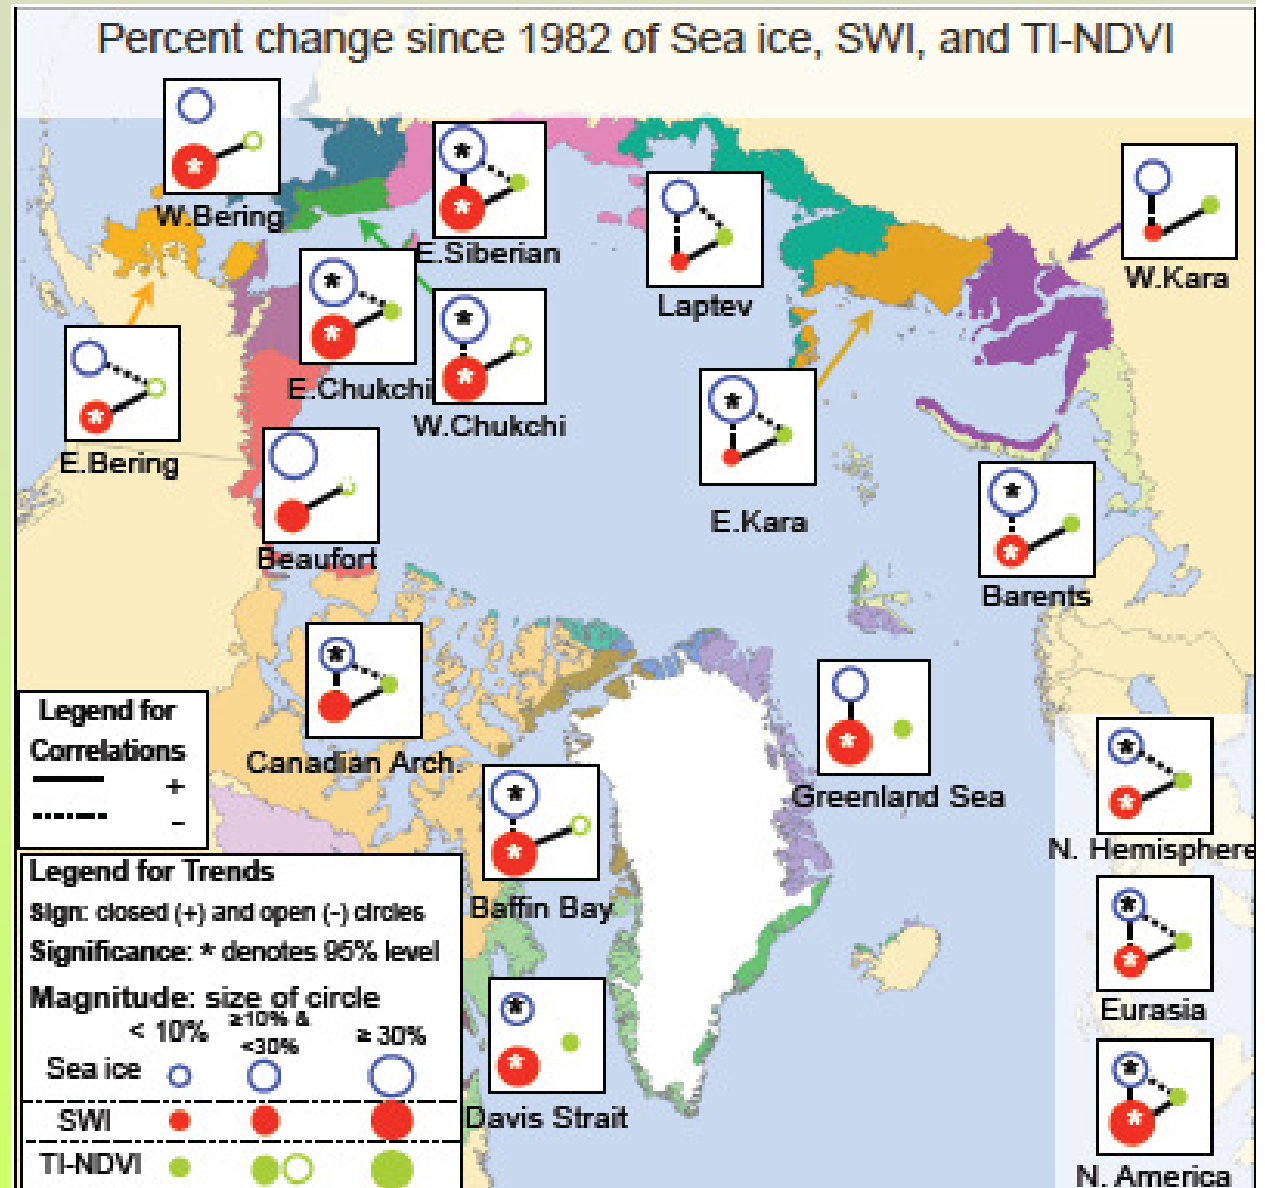 Percent change since 1982 of Sea ice, SWI, and TI-NDVI
*
W.Bering
* *
E.Siberian
Laptev
W.Kara
* *
E.Chukchi
* *
W.Chukchi
*
E.Bering
*
E.Kara
Beaufort
* *
Barents
*
Canadian Arch.
*
Greenland Sea
* *
Baffin Bay
* *
Davis Strait
* *
N. Hemisphere
* *
Eurasia
* *
N. America
Legend for
Correlations
+
-
Legend for Trends
Sign: closed (+) and open (-) circles
Significance: * denotes 95% level
Magnitude: size of circle
< 10% ≥10% & <30% ≥ 30%
Sea ice
SWI
TI-NDVI